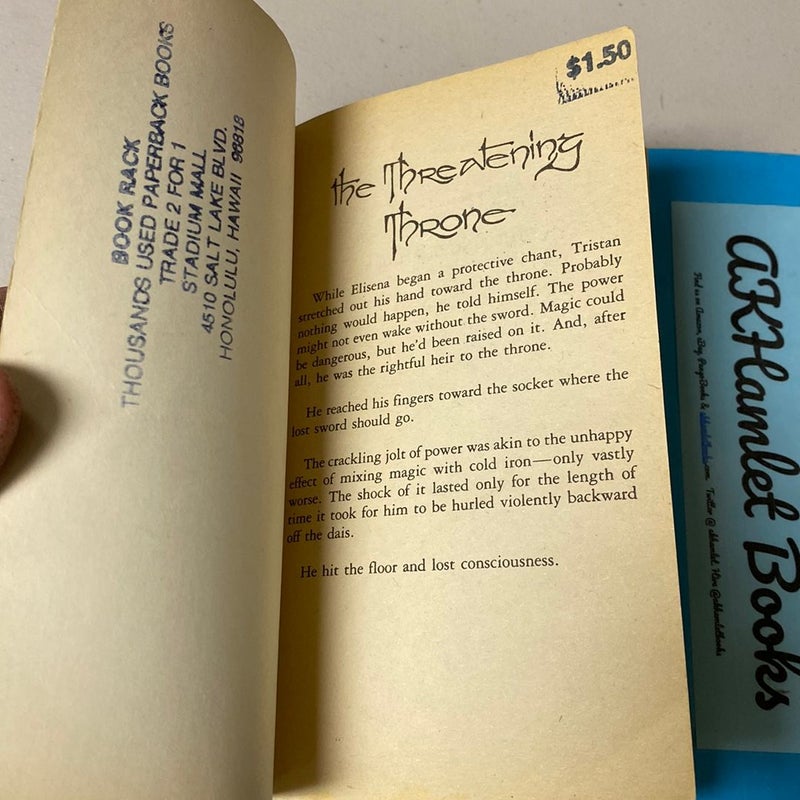 BOOK RACK
THOUSANDS USED PAPERBACK BOOKS
TRADE 2 FOR 1
STADIUM MALL
4510 SALT LAKE BLVD.
HONOLULU, HAWAII 96818
$1.50
the Threatening
Throne
While Elisena began a protective chant, Tristan
stretched out his hand toward the throne. Probably
nothing would happen, he told himself. The power
might not even wake without the sword. Magic could
be dangerous, but he'd been raised on it. And, after
all, he was the rightful heir to the throne.
He reached his fingers toward the socket where the
lost sword should go.
The crackling jolt of power was akin to the unhappy
effect of mixing magic with cold iron—only vastly
worse. The shock of it lasted only for the length of
time it took for him to be hurled violently backward
off the dais.
He hit the floor and lost consciousness.
AKHamlet Books
Find us on Amazon, eBay, PangoBooks &